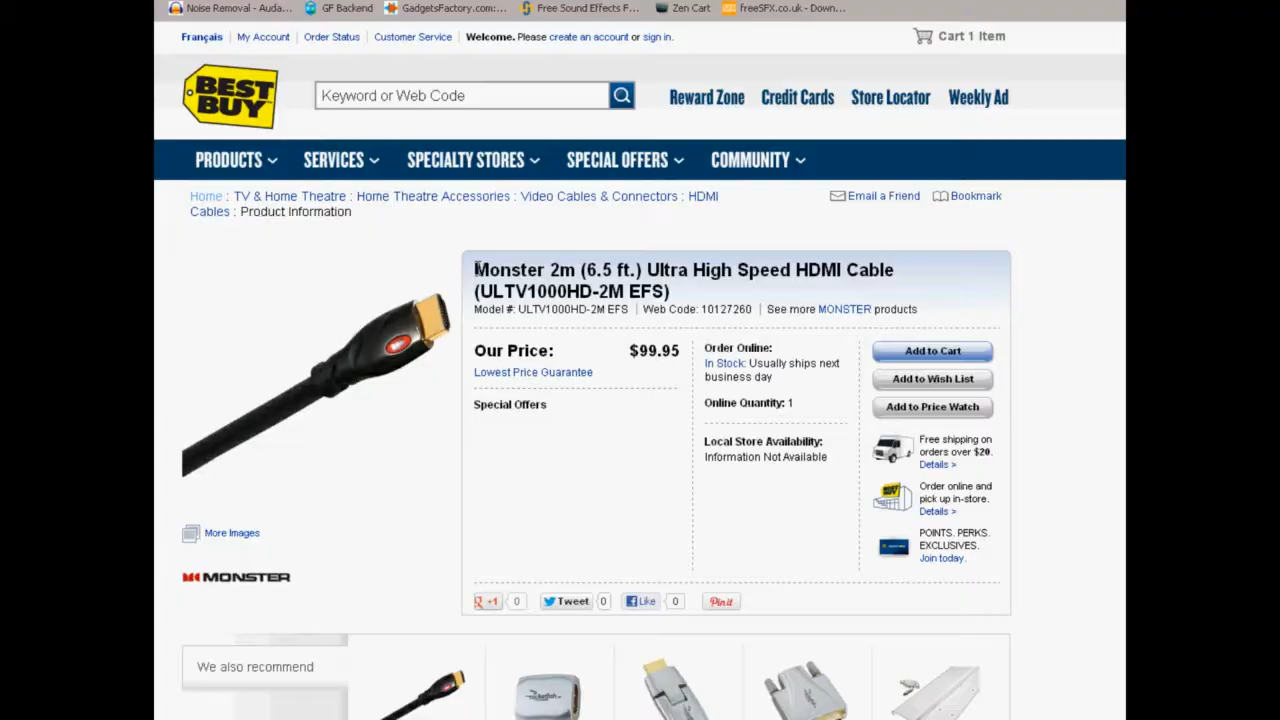 Noise Removal - Auda...
GF Backend
GadgetsFactory.com:...
Free Sound Effects F...
Zen Cart
freeSFX.co.uk - Down...
Français | My Account | Order Status | Customer Service | Welcome. Please create an account or sign in.
Cart 1 Item
BEST BUY
Keyword or Web Code
Reward Zone
Credit Cards
Store Locator
Weekly Ad
PRODUCTS
SERVICES
SPECIALTY STORES
SPECIAL OFFERS
COMMUNITY
Home : TV & Home Theatre : Home Theatre Accessories : Video Cables & Connectors : HDMI
Cables : Product Information
Email a Friend
Bookmark
Monster 2m (6.5 ft.) Ultra High Speed HDMI Cable
(ULTV1000HD-2M EFS)
Model #: ULTV1000HD-2M EFS | Web Code: 10127260 | See more MONSTER products
Our Price: $99.95
Lowest Price Guarantee
Special Offers
Order Online:
In Stock: Usually ships next
business day
Online Quantity: 1
Local Store Availability:
Information Not Available
Add to Cart
Add to Wish List
Add to Price Watch
Free shipping on
orders over $20.
Details >
Order online and
pick up in-store.
Details >
POINTS. PERKS.
EXCLUSIVES.
Join today.
More Images
MONSTER
+1 0
Tweet 0
Like 0
Pin it
We also recommend